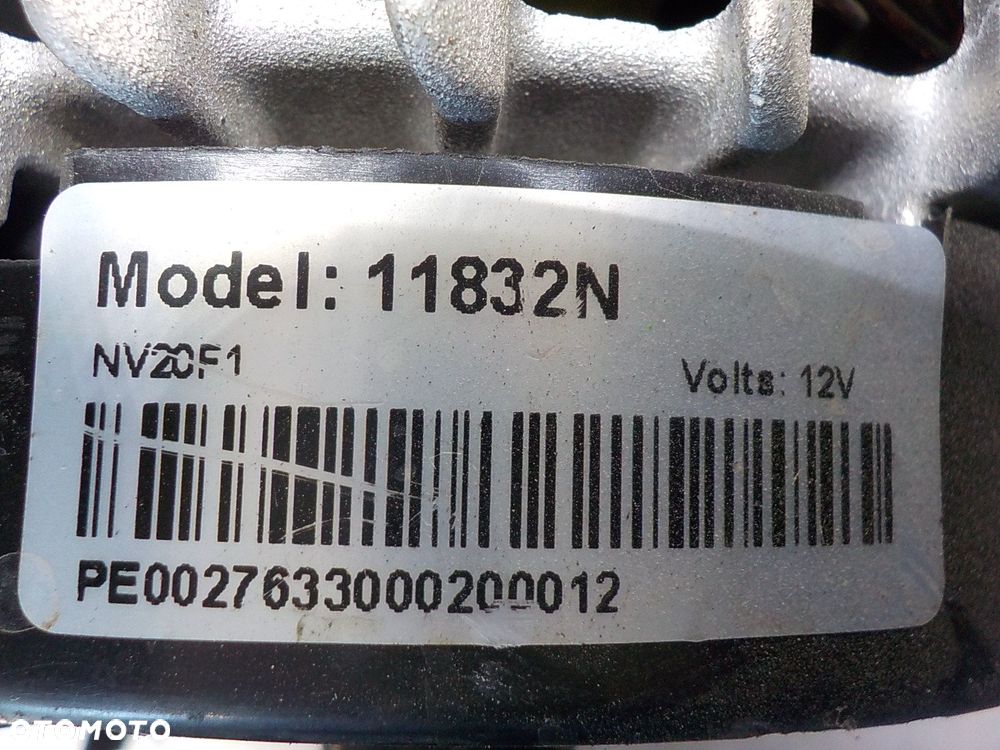 Model: 11832N
NV20F1
Volts: 12V
PE0027633000200012
OTOMOTO